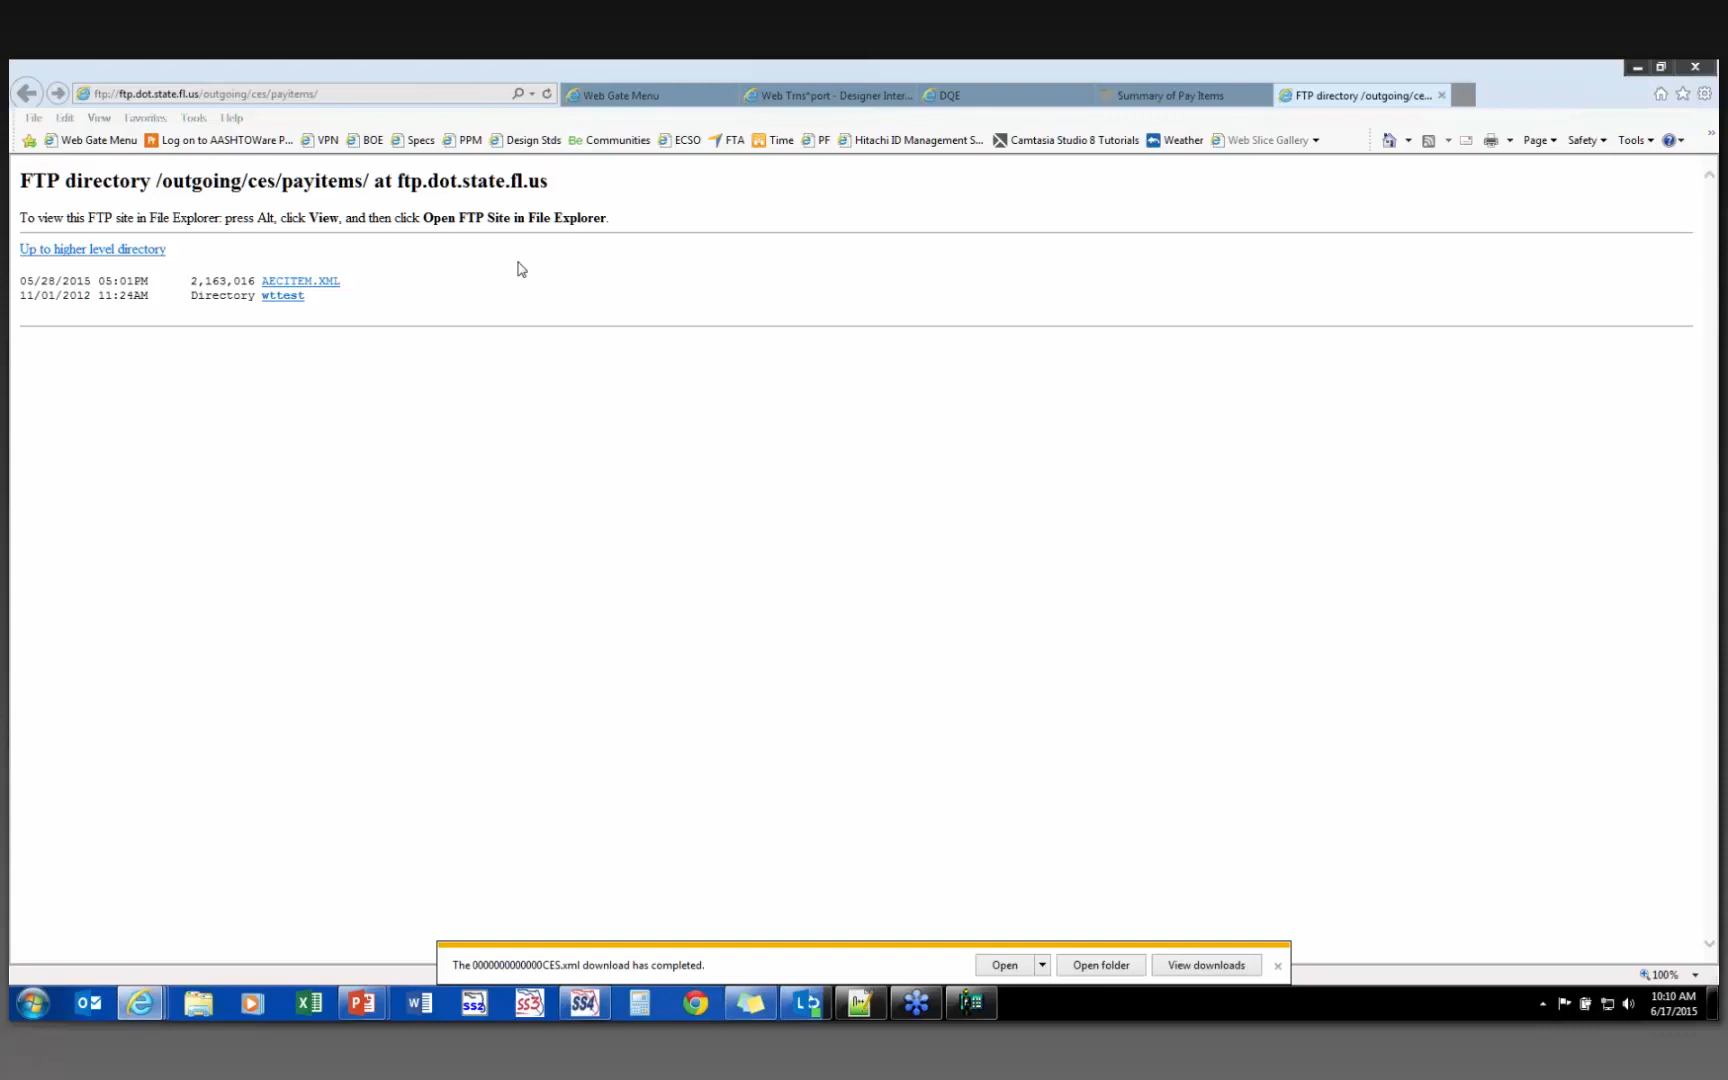 ftp://ftp.dot.state.fl.us/outgoing/ces/payitems/
Web Gate Menu
Web Trns*port - Designer Inter...
DQE
Summary of Pay Items
FTP directory /outgoing/ce...
File Edit View Favorites Tools Help
Web Gate Menu Log on to AASHTOWare P... VPN BOE Specs PPM Design Stds Be Communities ECSO FTA Time PF Hitachi ID Management S... Camtasia Studio 8 Tutorials Weather Web Slice Gallery Page Safety Tools
FTP directory /outgoing/ces/payitems/ at ftp.dot.state.fl.us
To view this FTP site in File Explorer: press Alt, click View, and then click Open FTP Site in File Explorer.
Up to higher level directory
05/28/2015 05:01PM 2,163,016 AECITEM.XML
11/01/2012 11:24AM Directory wttest
The 0000000000000CES.xml download has completed. Open Open folder View downloads
100%
SS2 SS3 SS4
10:10 AM
6/17/2015